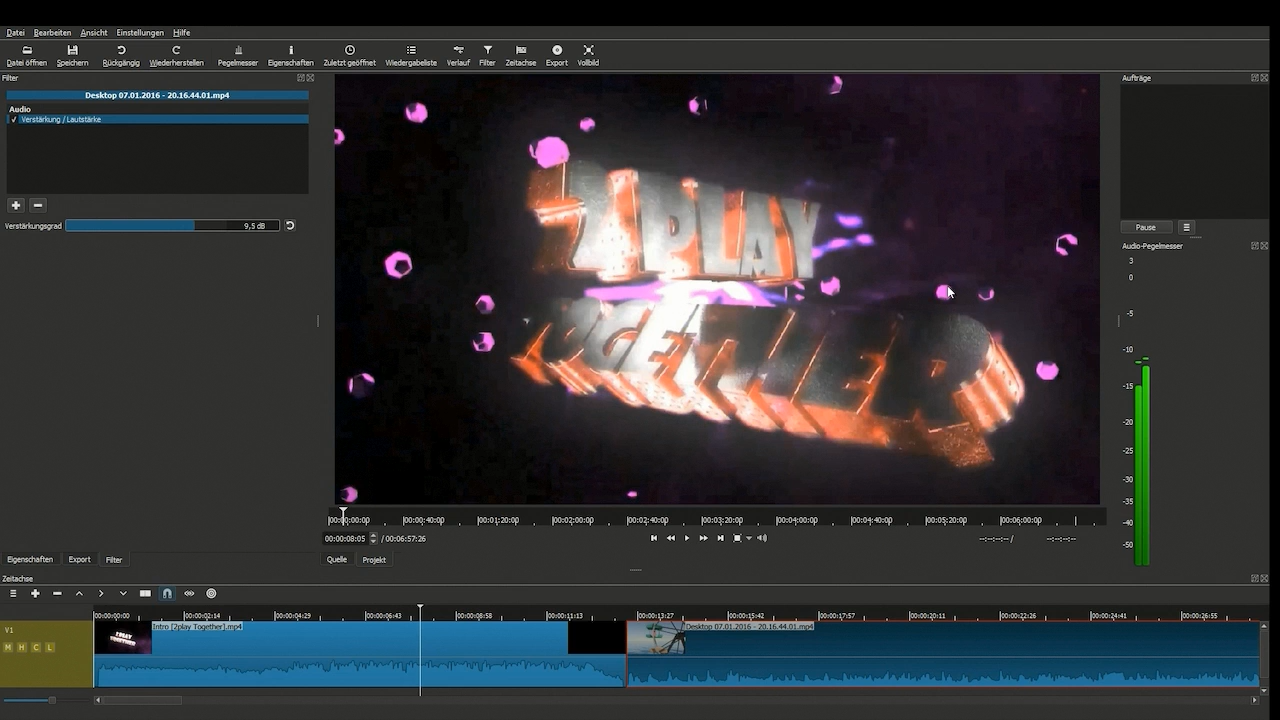 Datei Bearbeiten Ansicht Einstellungen Hilfe
Datei öffnen Speichern Rückgängig Wiederherstellen Pegelmesser Eigenschaften Zuletzt geöffnet Wiedergabeliste Verlauf Filter Zeitachse Export Vollbild
Filter
Desktop 07.01.2016 - 20.16.44.01.mp4
Audio
Verstärkung / Lautstärke
Verstärkungsgrad 9,5 dB
2PLAY
TOGETHER
Aufträge
Pause
Audio-Pegelmesser
3
0
-5
-10
-15
-20
-25
-30
-35
-40
-50
00:00:00:00 00:00:40:00 00:01:20:00 00:02:00:00 00:02:40:00 00:03:20:00 00:04:00:00 00:04:40:00 00:05:20:00 00:06:00:00
00:00:08:05 / 00:06:57:26 --:--:--:-- / --:--:--:--
Eigenschaften Export Filter
Quelle Projekt
Zeitachse
00:00:00:00 00:00:02:14 00:00:04:29 00:00:06:43 00:00:08:58 00:00:11:13 00:00:13:27 00:00:15:42 00:00:17:57 00:00:20:11 00:00:22:26 00:00:24:41 00:00:26:55
V1
M H C L
Intro [2play Together].mp4
Desktop 07.01.2016 - 20.16.44.01.mp4